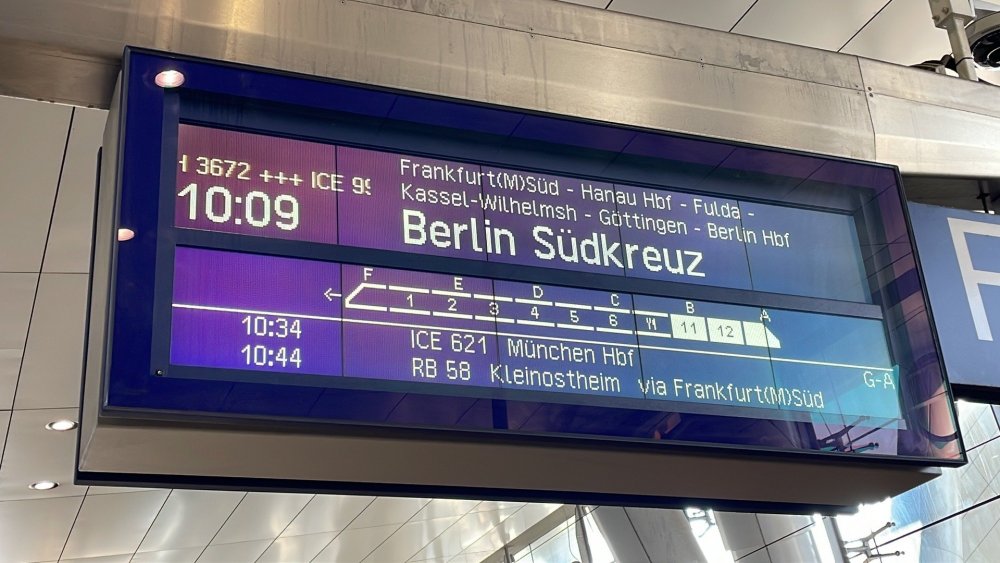 3672 +++ ICE
10:09
Frankfurt(M)Süd - Hanau Hbf - Fulda -
Kassel-Wilhelmsh - Göttingen - Berlin Hbf
Berlin Südkreuz
F E D C B A
← 1 2 3 4 5 6 11 12
10:34 ICE 621 München Hbf G-A
10:44 RB 58 Kleinostheim via Frankfurt(M)Süd
F